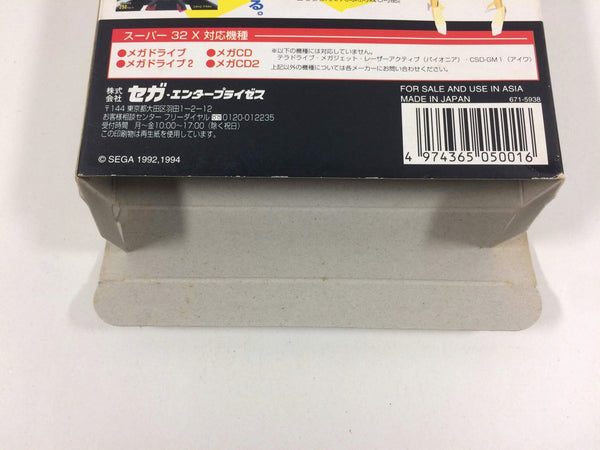 る。
スーパー 32 X 対応機種
●メガドライブ ●メガCD
●メガドライブ 2 ●メガCD2
※以下の機種には対応していません。
テラドライブ・メガジェット・レーザーアクティブ（パイオニア）・CSD-GM1（アイワ）
上記以外の機種については各メーカーにお問い合わせください。
株式会社 セガ・エンタープライゼス
〒144 東京都大田区羽田1-2-12
お客様相談センター フリーダイヤル 0120-012235
受付時間 月〜金10:00〜17:00（除く祝日）
この印刷物は再生紙を使用しています。
© SEGA 1992,1994
FOR SALE AND USE IN ASIA
MADE IN JAPAN 671-5938
4 974365 050016